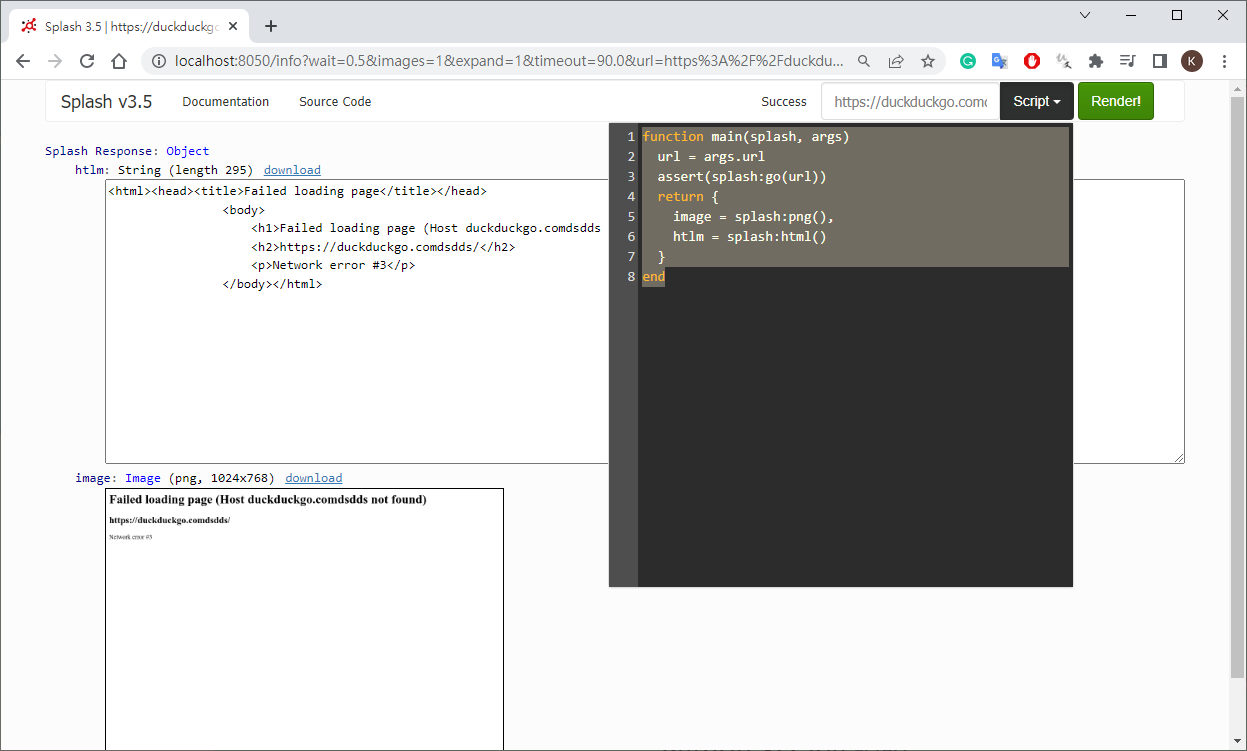 Splash 3.5 | https://duckduckgo
localhost:8050/info?wait=0.5&images=1&expand=1&timeout=90.0&url=https%3A%2F%2Fduckdu...
K
Splash v3.5 Documentation Source Code Success https://duckduckgo.com Script Render!
Splash Response: Object
htlm: String (length 295) download
<html><head><title>Failed loading page</title></head>
<body>
<h1>Failed loading page (Host duckduckgo.comdsdds
<h2>https://duckduckgo.comdsdds/</h2>
<p>Network error #3</p>
</body></html>
1 function main(splash, args)
2 url = args.url
3 assert(splash:go(url))
4 return {
5 image = splash:png(),
6 htlm = splash:html()
7 }
8 end
image: Image (png, 1024x768) download
Failed loading page (Host duckduckgo.comdsdds not found)
https://duckduckgo.comdsdds/
Network error #3